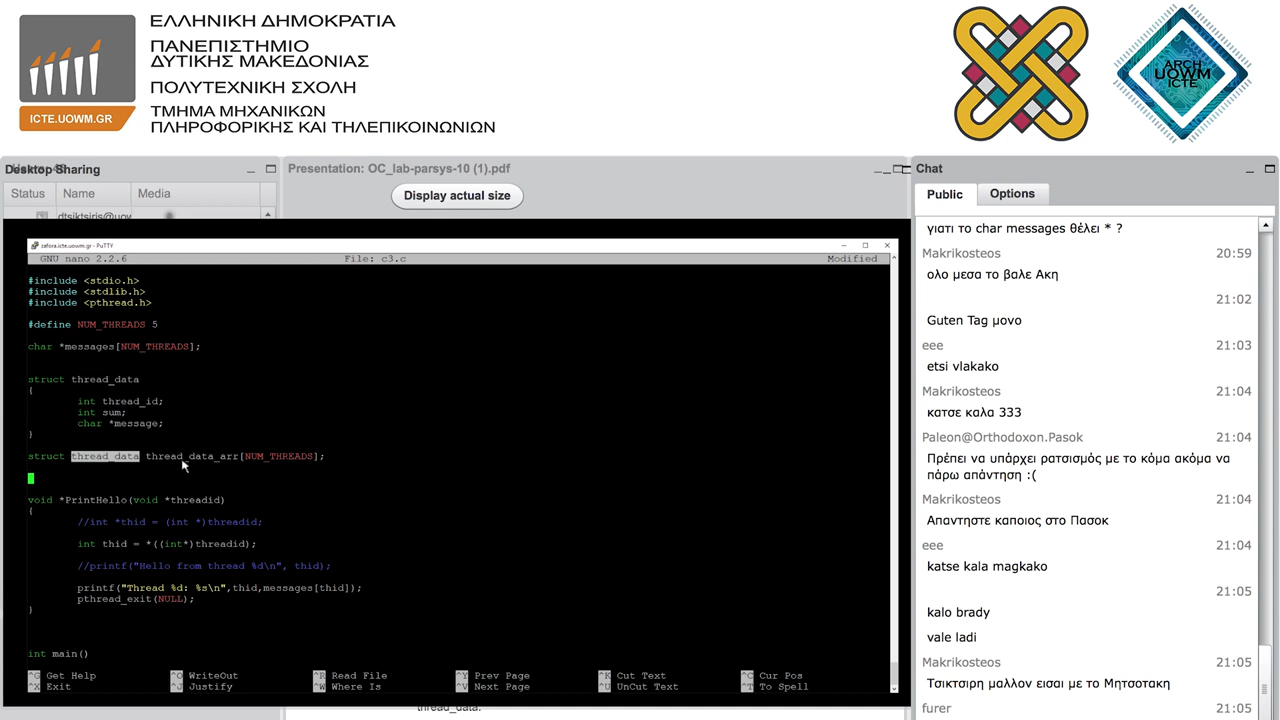 ΕΛΛΗΝΙΚΗ ΔΗΜΟΚΡΑΤΙΑ
ΠΑΝΕΠΙΣΤΗΜΙΟ
ΔΥΤΙΚΗΣ ΜΑΚΕΔΟΝΙΑΣ
ΠΟΛΥΤΕΧΝΙΚΗ ΣΧΟΛΗ
ΤΜΗΜΑ ΜΗΧΑΝΙΚΩΝ
ΠΛΗΡΟΦΟΡΙΚΗΣ ΚΑΙ ΤΗΛΕΠΙΚΟΙΝΩΝΙΩΝ
ICTE.UOWM.GR
ARCH
UOWM
ICTE
Desktop Sharing
Status Name Media
dtsiktsiris@uow
Presentation: OC_lab-parsys-10 (1).pdf
Display actual size
zafora.icte.uowm.gr - PuTTY
GNU nano 2.2.6 File: c3.c Modified
#include <stdio.h>
#include <stdlib.h>
#include <pthread.h>
#define NUM_THREADS 5
char *messages[NUM_THREADS];
struct thread_data
{
int thread_id;
int sum;
char *message;
}
struct thread_data thread_data_arr[NUM_THREADS];
void *PrintHello(void *threadid)
{
//int *thid = (int *)threadid;
int thid = *((int*)threadid);
//printf("Hello from thread %d\n", thid);
printf("Thread %d: %s\n",thid,messages[thid]);
pthread_exit(NULL);
}
int main()
^G Get Help ^O WriteOut ^R Read File ^Y Prev Page ^K Cut Text ^C Cur Pos
^X Exit ^J Justify ^W Where Is ^V Next Page ^U UnCut Text ^T To Spell
thread_data.
Chat
Public Options
γιατι το char messages θέλει * ?
Makrikosteos 20:59
ολο μεσα το βαλε Ακη
21:02
Guten Tag μονο
eee 21:03
etsi vlakako
Makrikosteos 21:04
κατσε καλα 333
Paleon@Orthodoxon.Pasok 21:04
Πρέπει να υπάρχει ρατσισμός με το κόμα ακόμα να
πάρω απάντηση :(
Makrikosteos 21:04
Απαντηστε καποιος στο Πασοκ
eee 21:04
katse kala magkako
21:05
kalo brady
vale ladi
Makrikosteos 21:05
Τσικτσιρη μαλλον εισαι με το Μητσοτακη
furer 21:05